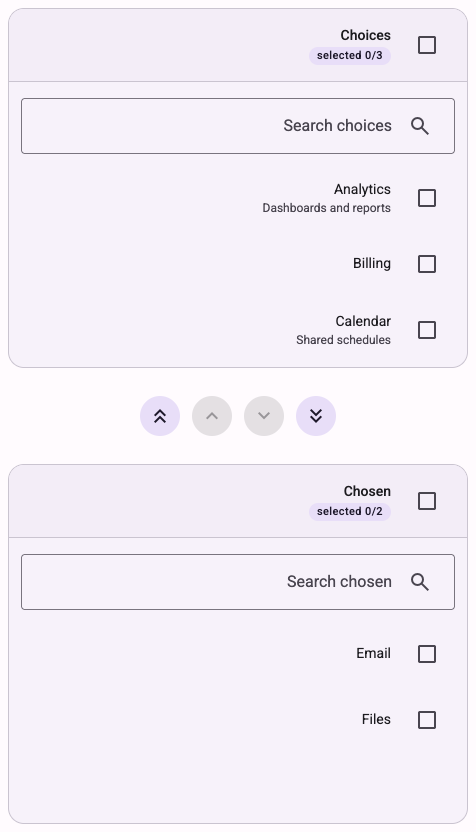 Choices
selected 0/3
Search choices
Analytics
Dashboards and reports
Billing
Calendar
Shared schedules
Chosen
selected 0/2
Search chosen
Email
Files